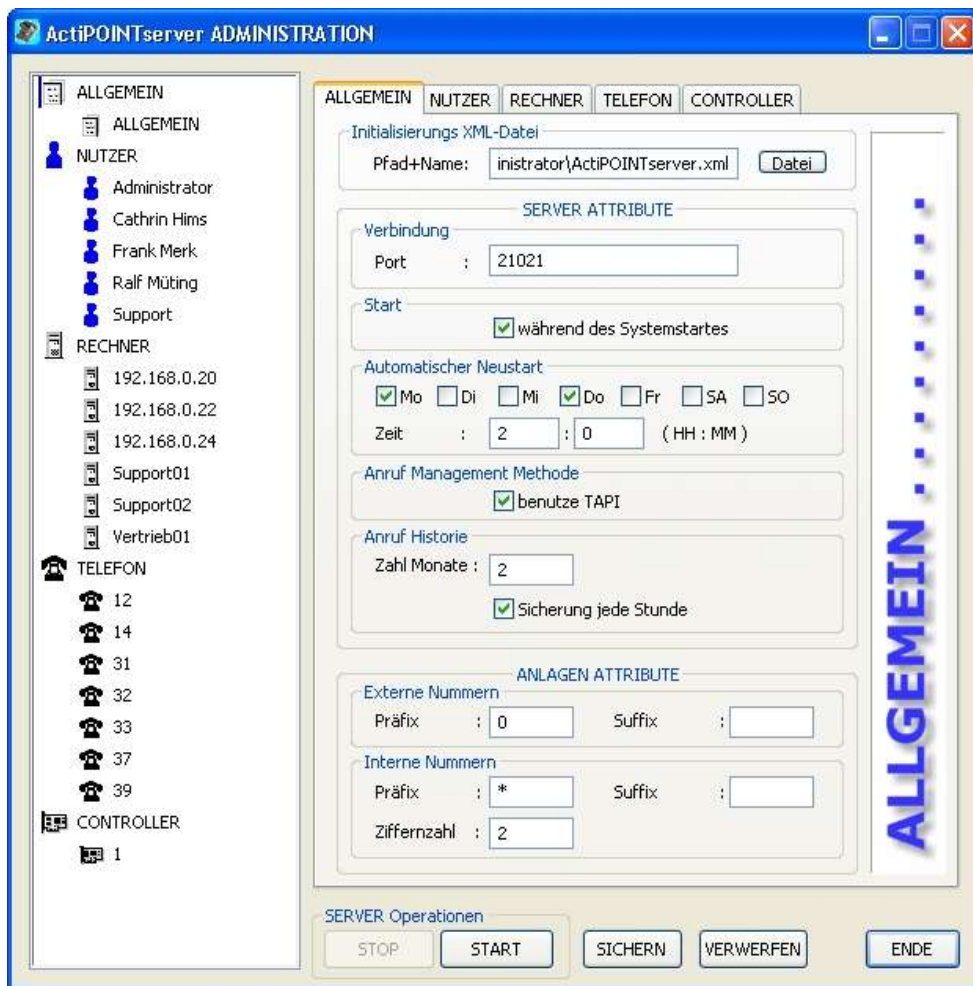 ActiPOINTserver ADMINISTRATION
ALLGEMEIN
ALLGEMEIN
NUTZER
Administrator
Cathrin Hims
Frank Merk
Ralf Müting
Support
RECHNER
192.168.0.20
192.168.0.22
192.168.0.24
Support01
Support02
Vertrieb01
TELEFON
12
14
31
32
33
37
39
CONTROLLER
1
ALLGEMEIN NUTZER RECHNER TELEFON CONTROLLER
Initialisierungs XML-Datei
Pfad+Name: inistrator\ActiPOINTserver.xml Datei
SERVER ATTRIBUTE
Verbindung
Port : 21021
Start
während des Systemstartes
Automatischer Neustart
Mo Di Mi Do Fr SA SO
Zeit : 2 : 0 ( HH : MM )
Anruf Management Methode
benutze TAPI
Anruf Historie
Zahl Monate : 2
Sicherung jede Stunde
ANLAGEN ATTRIBUTE
Externe Nummern
Präfix : 0 Suffix :
Interne Nummern
Präfix : * Suffix :
Ziffernzahl : 2
ALLGEMEIN . . . . . . . . .
SERVER Operationen
STOP START SICHERN VERWERFEN ENDE